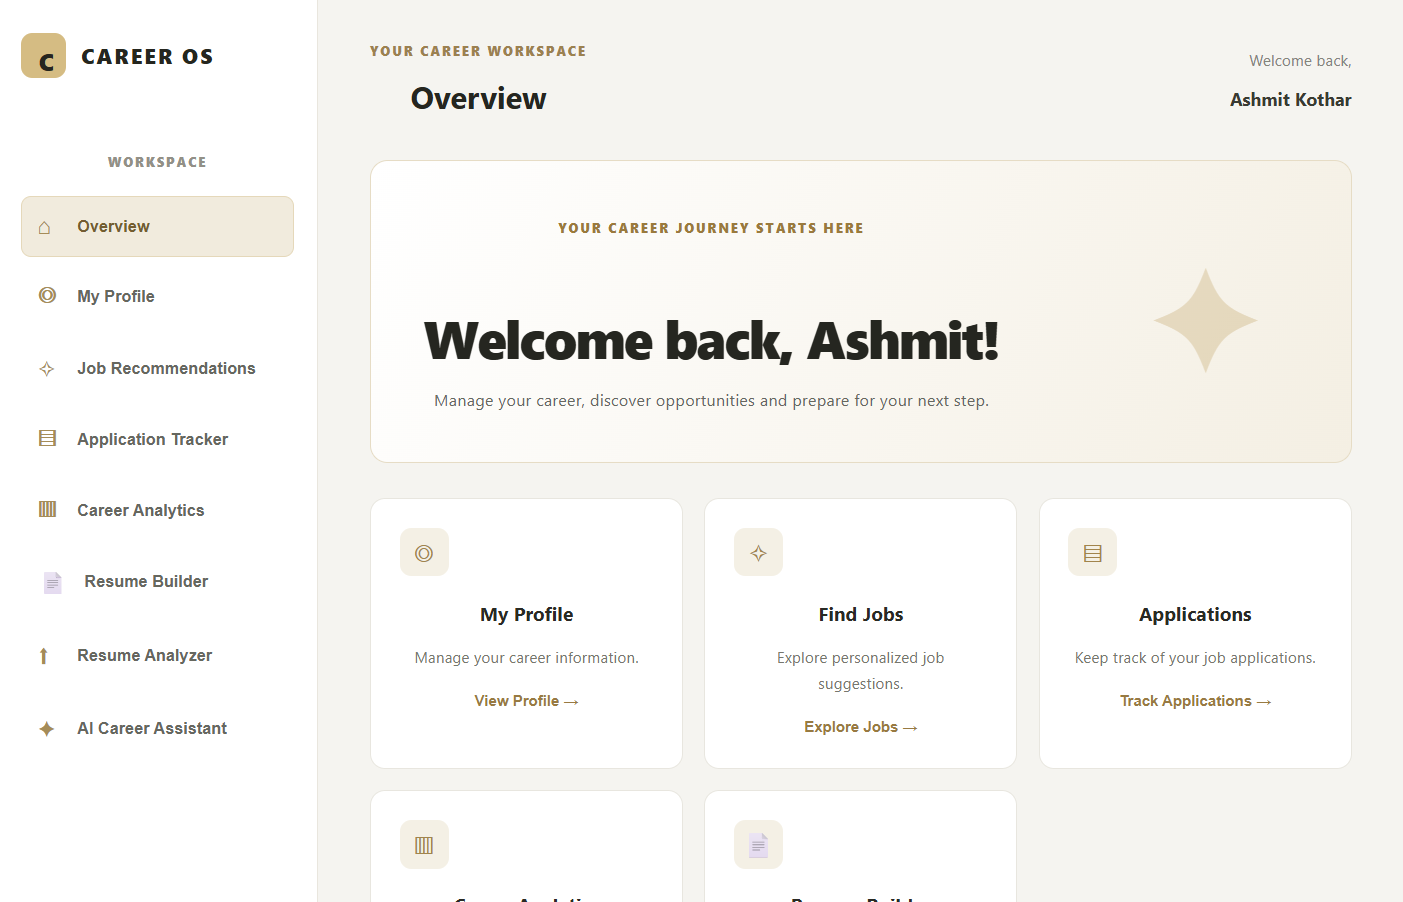 C CAREER OS
WORKSPACE
Overview
My Profile
Job Recommendations
Application Tracker
Career Analytics
Resume Builder
Resume Analyzer
AI Career Assistant
YOUR CAREER WORKSPACE
Overview
Welcome back,
Ashmit Kothar
YOUR CAREER JOURNEY STARTS HERE
Welcome back, Ashmit!
Manage your career, discover opportunities and prepare for your next step.
My Profile
Manage your career information.
View Profile →
Find Jobs
Explore personalized job
suggestions.
Explore Jobs →
Applications
Keep track of your job applications.
Track Applications →